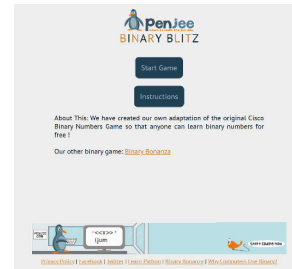 Penjee
BINARY BLITZ
Start Game
Instructions
About This: We have created our own adaptation of the original Cisco
Binary Numbers Game so that anyone can learn binary numbers for
free !
Our other binary game: Binary Bonanza
Privacy Policy | Facebook | Twitter | Learn Python | Binary Bonanza | Why Computers Use Binary?